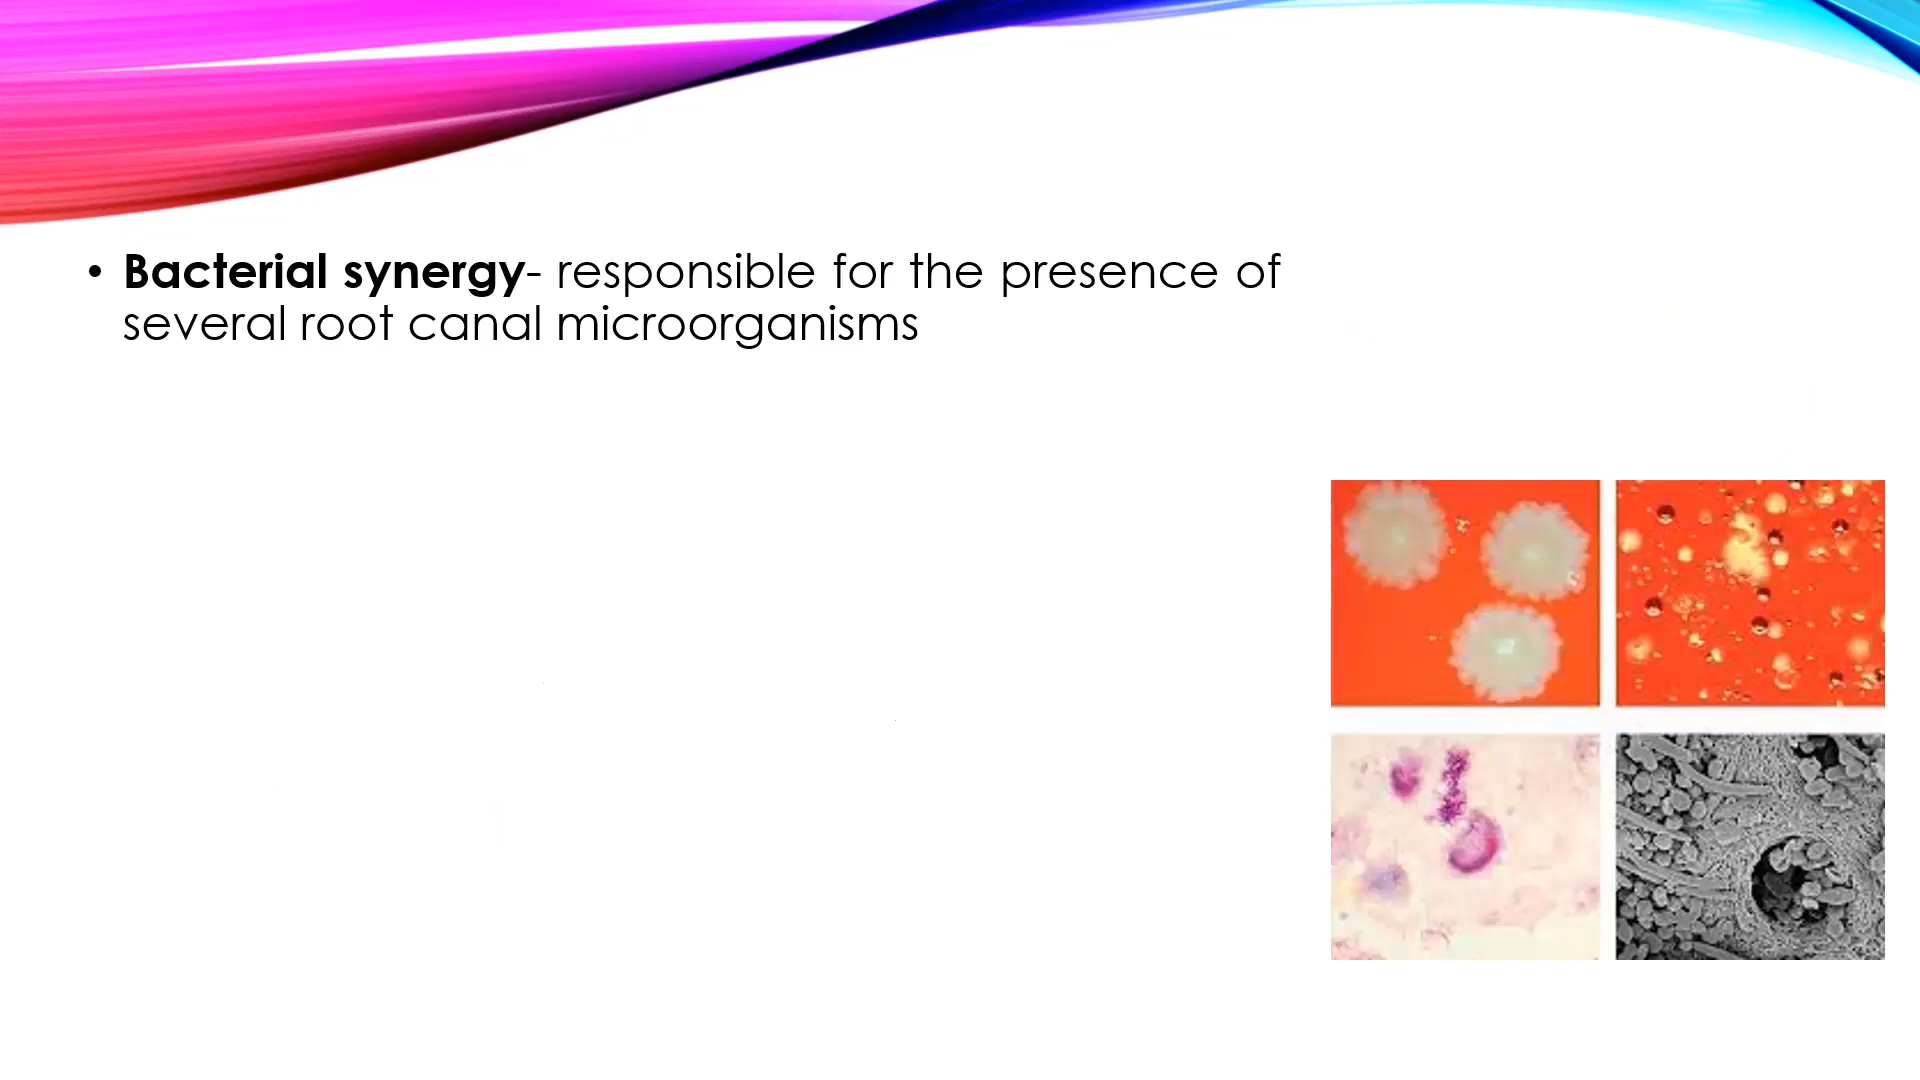 • Bacterial synergy- responsible for the presence of
several root canal microorganisms